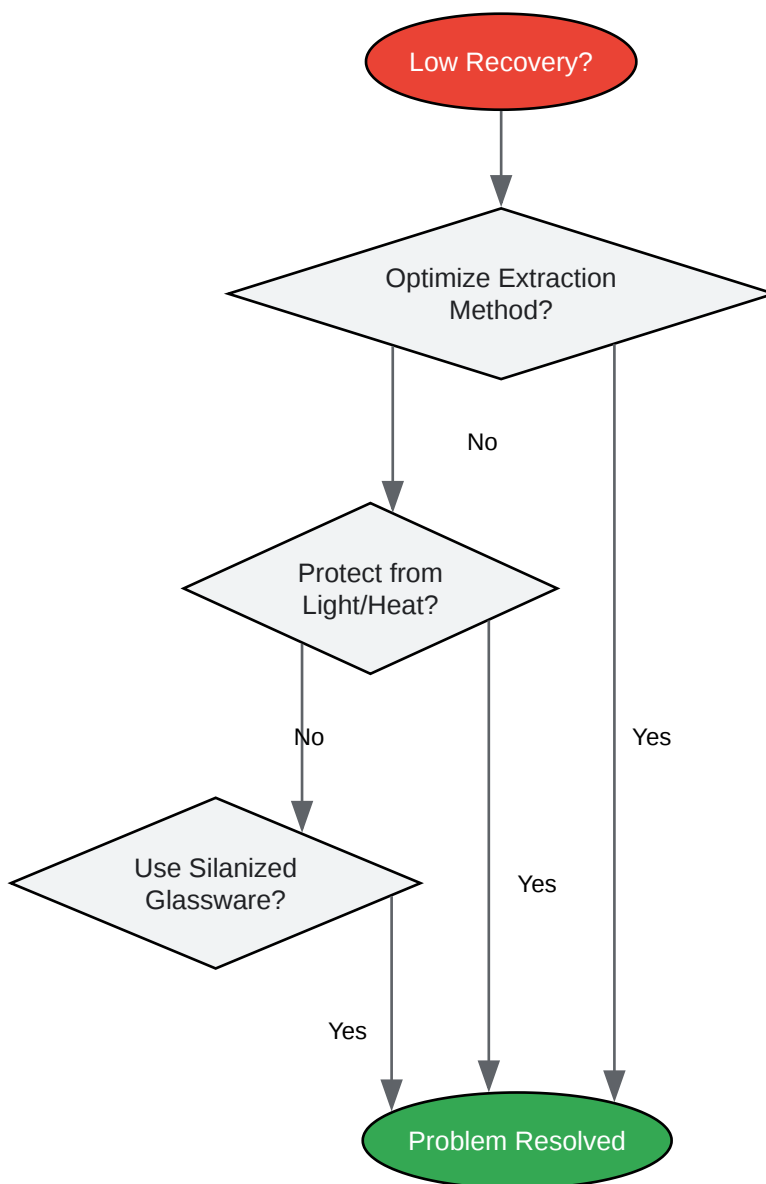 Low Recovery?
Optimize Extraction
Method?
No
Protect from
Light/Heat?
No
Yes
Use Silanized
Glassware?
Yes
Yes
Problem Resolved